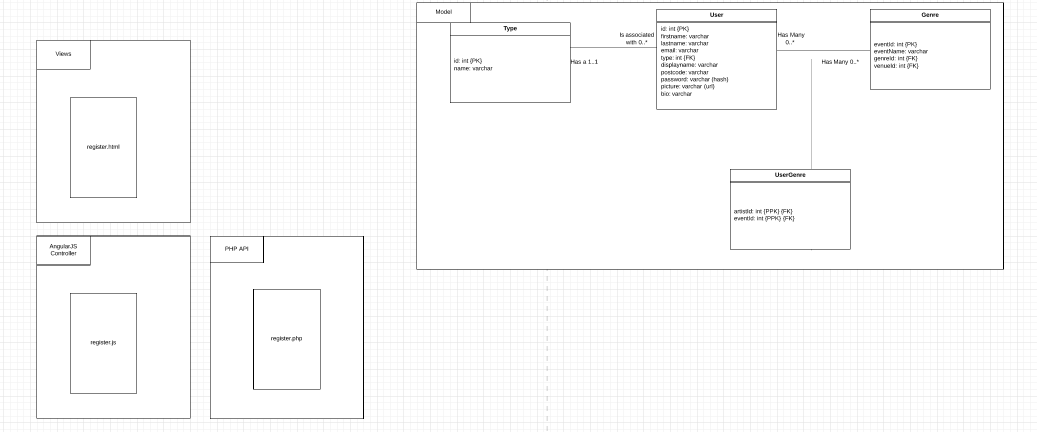 Views
register.html
AngularJS
Controller
register.js
PHP API
register.php
Model
Type
id: int {PK}
name: varchar
Is associated
with 0..*
Has a 1..1
User
id: int {PK}
firstname: varchar
lastname: varchar
email: varchar
type: int {FK}
displayname: varchar
postcode: varchar
password: varchar {hash}
picture: varchar {url}
bio: varchar
Has Many
0..*
Has Many 0..*
Genre
eventId: int {PK}
eventName: varchar
genreId: int {FK}
venueId: int {FK}
UserGenre
artistId: int {PPK} {FK}
eventId: int {PPK} {FK}